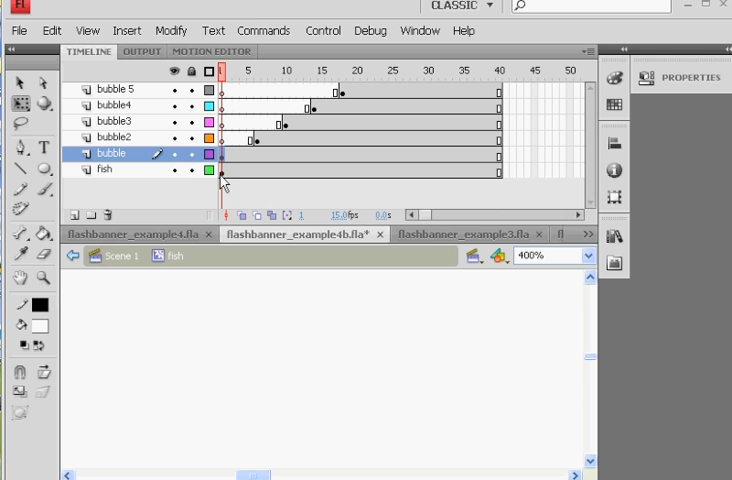 Fl
CLASSIC
File Edit View Insert Modify Text Commands Control Debug Window Help
TIMELINE OUTPUT MOTION EDITOR
PROPERTIES
1 5 10 15 20 25 30 35 40 45 50
bubble 5
bubble4
bubble3
bubble2
bubble
fish
1 15.0fps 0.0s
flashbanner_example4.fla flashbanner_example4b.fla* flashbanner_example3.fla fl
Scene 1 fish 400%
T